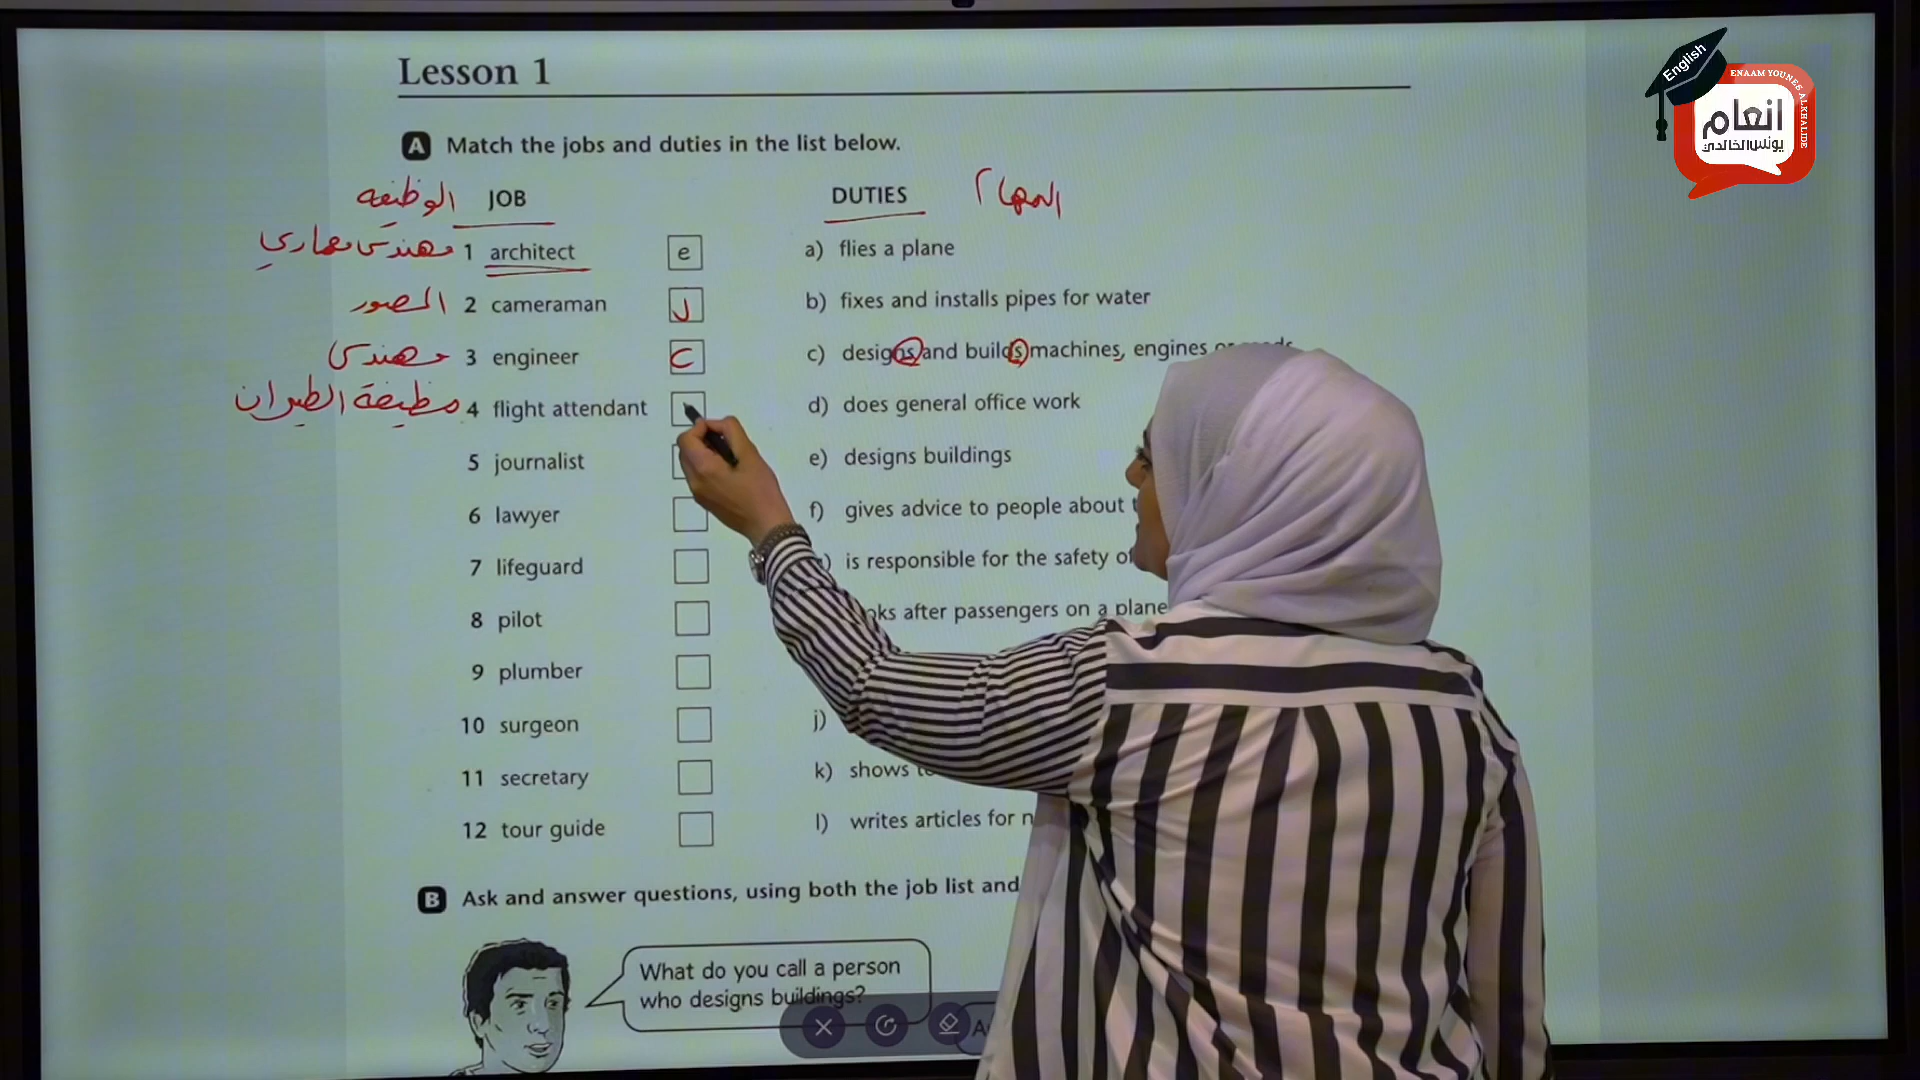 Lesson 1
English
ENAAM YOUNES ALKHALIDE
انعام
يونس الخالدي
A Match the jobs and duties in the list below.
الوظيفه JOB
DUTIES المهام
مهندس معماري 1 architect e
a) flies a plane
المصور 2 cameraman J
b) fixes and installs pipes for water
مهندس 3 engineer C
c) designs and builds machines, engines or roads
مظيفة الطيران 4 flight attendant
d) does general office work
5 journalist
e) designs buildings
6 lawyer
f) gives advice to people about
7 lifeguard
is responsible for the safety of
8 pilot
after passengers on a plane
9 plumber
10 surgeon
j)
11 secretary
k) shows
12 tour guide
l) writes articles for
B Ask and answer questions, using both the job list and
What do you call a person
who designs buildings?